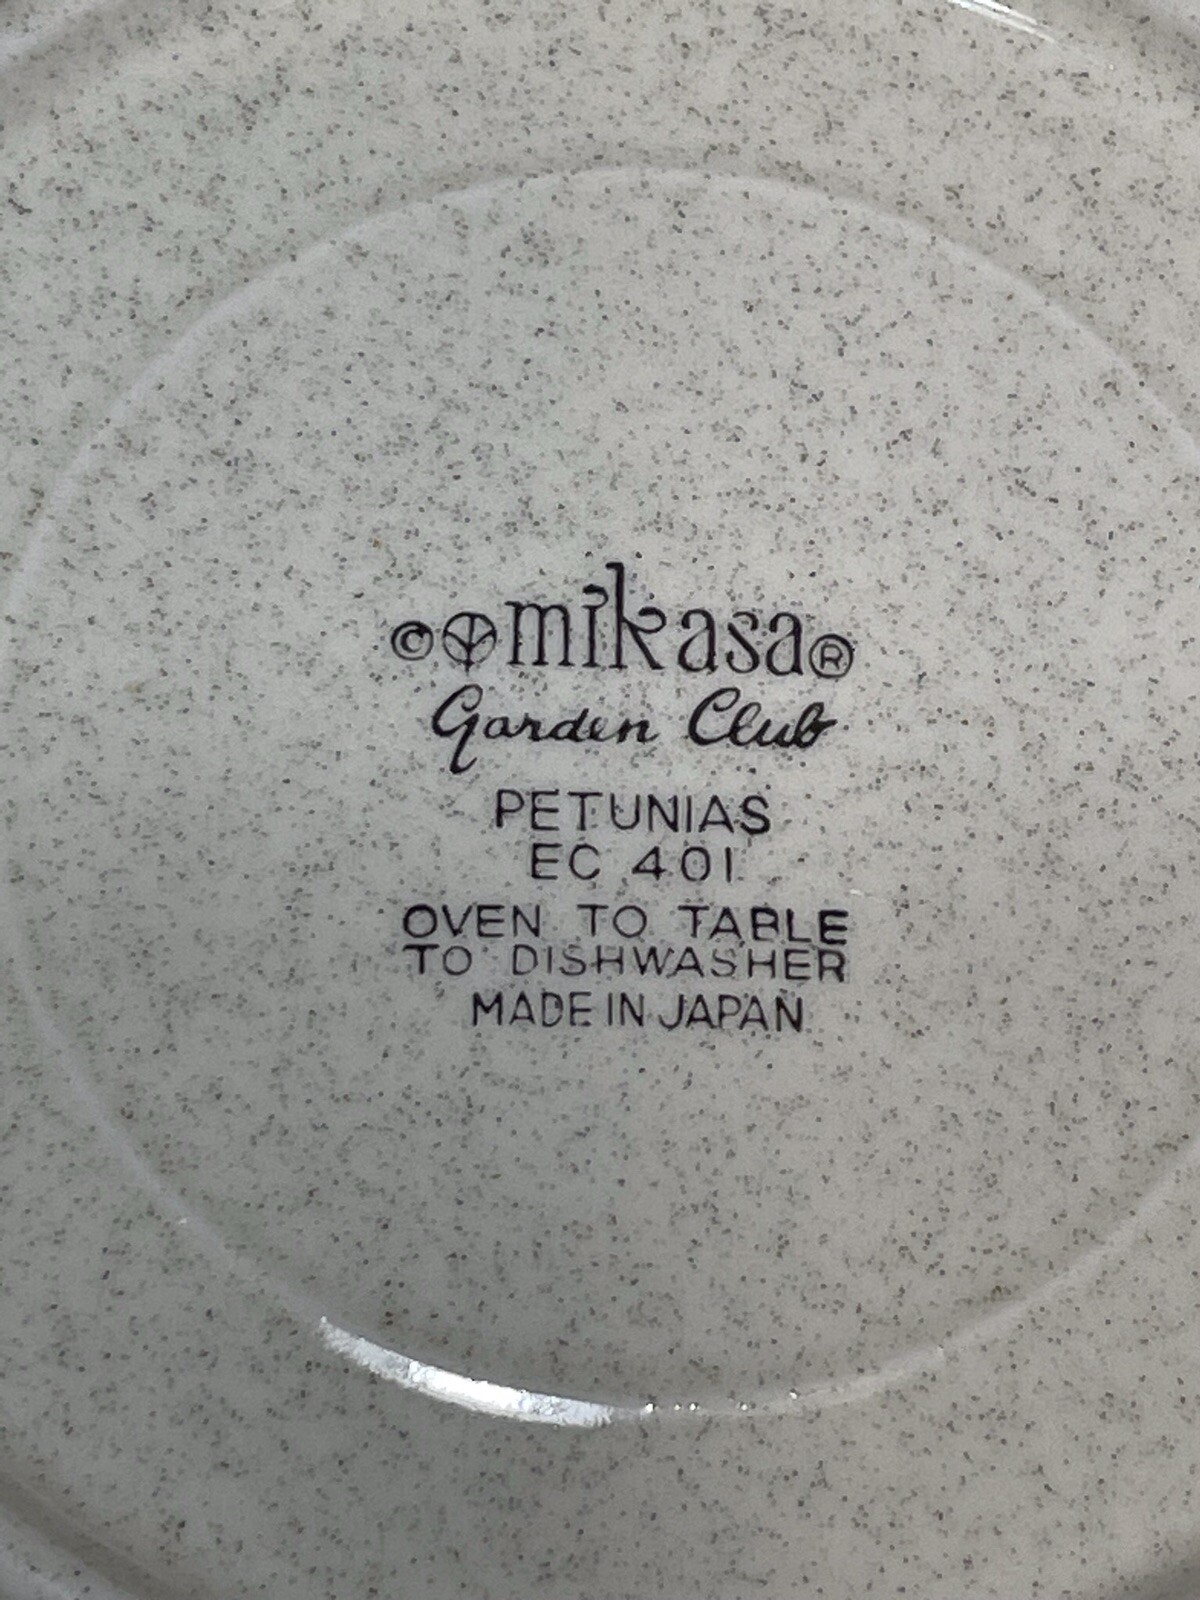 © mikasa ®
Garden Club
PETUNIAS
EC 401
OVEN TO TABLE
TO DISHWASHER
MADE IN JAPAN